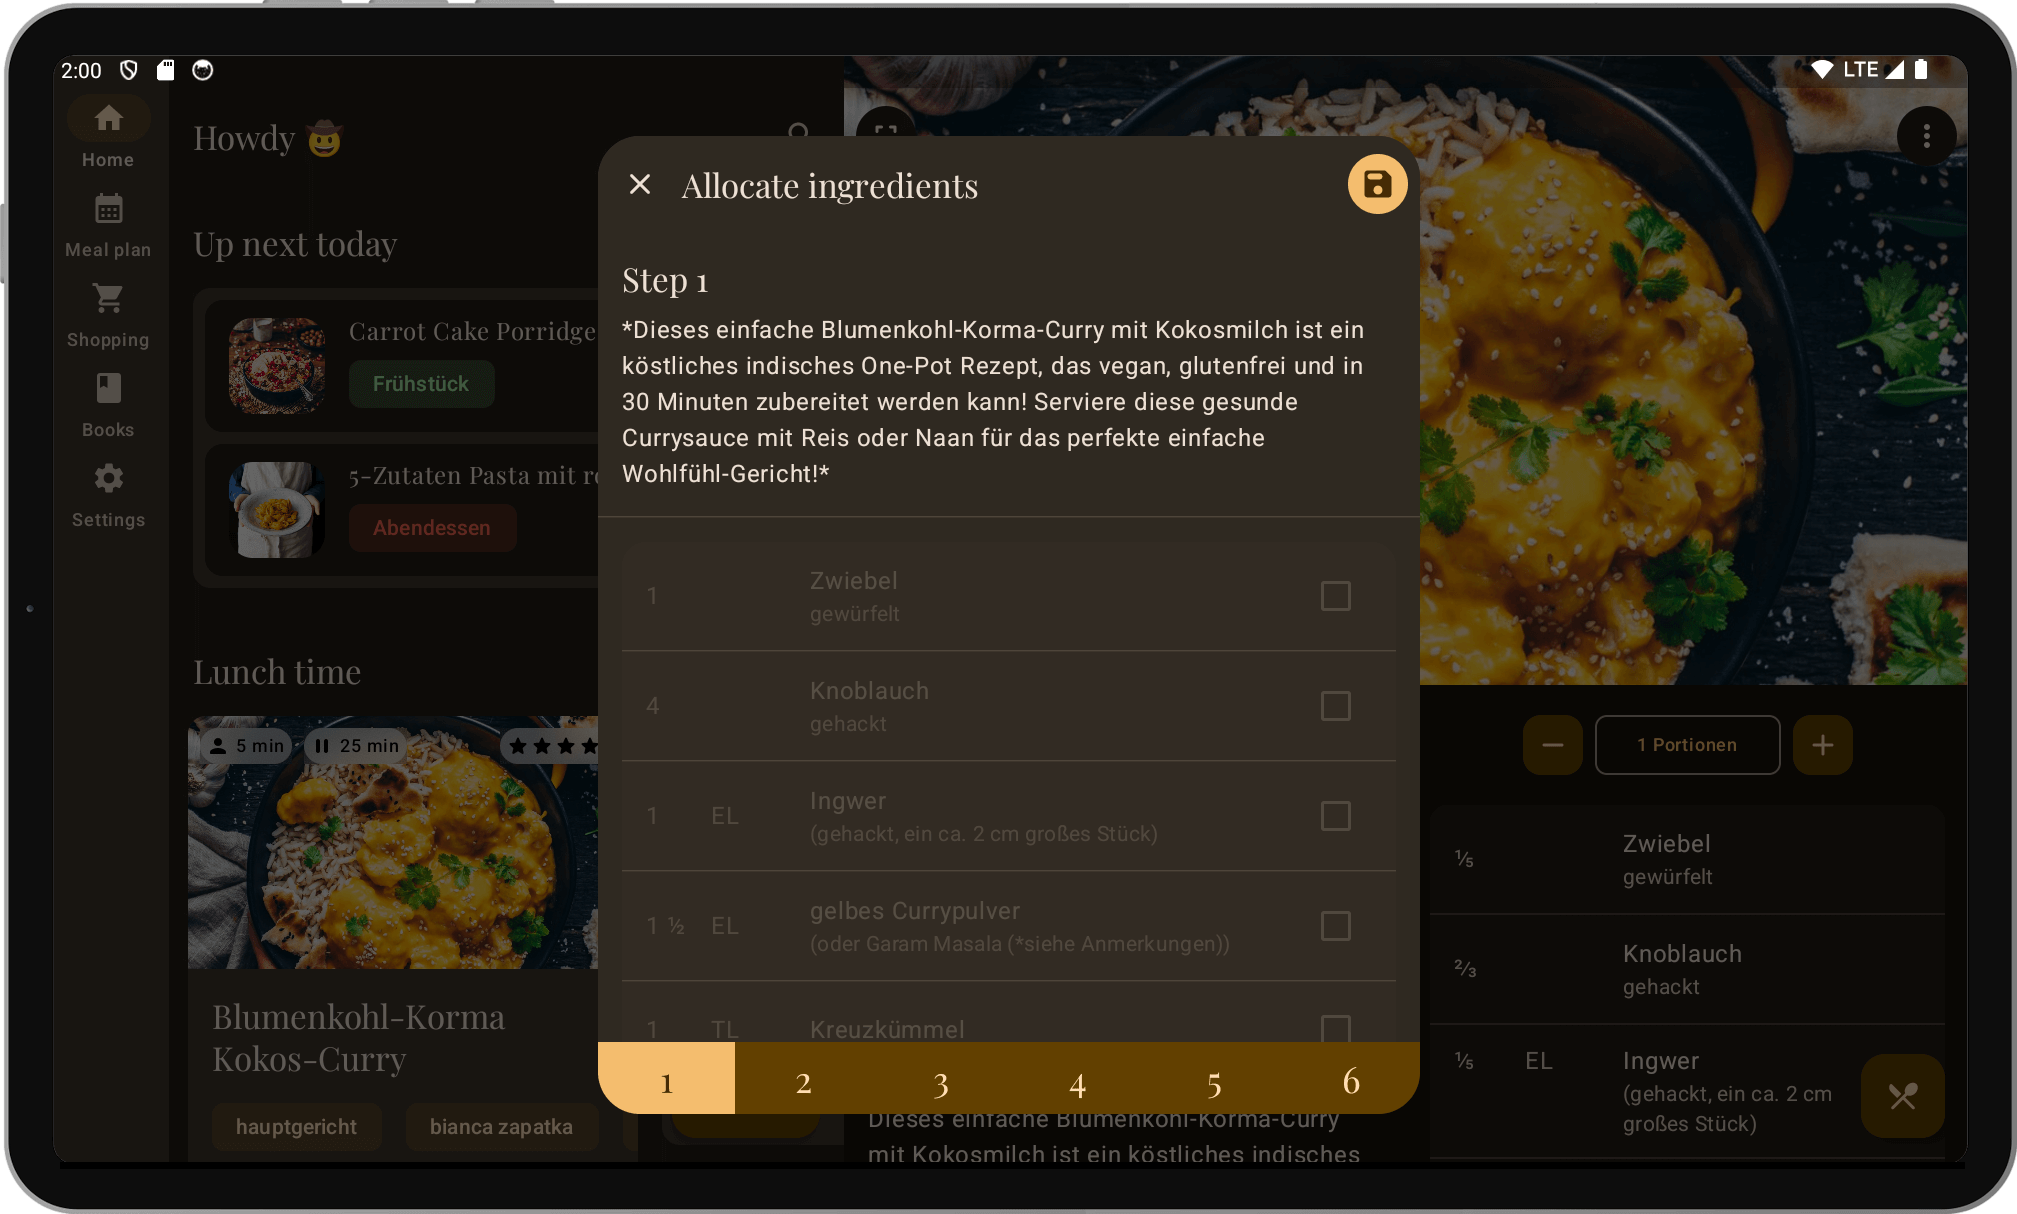 2:00
LTE
Home
Meal plan
Shopping
Books
Settings
Howdy 🤠
Up next today
Carrot Cake Porridge
Frühstück
5-Zutaten Pasta mit r
Abendessen
Lunch time
5 min
25 min
Blumenkohl-Korma
Kokos-Curry
hauptgericht
bianca zapatka
Allocate ingredients
Step 1
*Dieses einfache Blumenkohl-Korma-Curry mit Kokosmilch ist ein
köstliches indisches One-Pot Rezept, das vegan, glutenfrei und in
30 Minuten zubereitet werden kann! Serviere diese gesunde
Currysauce mit Reis oder Naan für das perfekte einfache
Wohlfühl-Gericht!*
1 Zwiebel
gewürfelt
4 Knoblauch
gehackt
1 EL Ingwer
(gehackt, ein ca. 2 cm großes Stück)
1 ½ EL gelbes Currypulver
(oder Garam Masala (*siehe Anmerkungen))
1 TL Kreuzkümmel
1 2 3 4 5 6
Dieses einfache Blumenkohl-Korma-Curry
mit Kokosmilch ist ein köstliches indisches
1 Portionen
⅕ Zwiebel
gewürfelt
⅔ Knoblauch
gehackt
⅕ EL Ingwer
(gehackt, ein ca. 2 cm
großes Stück)